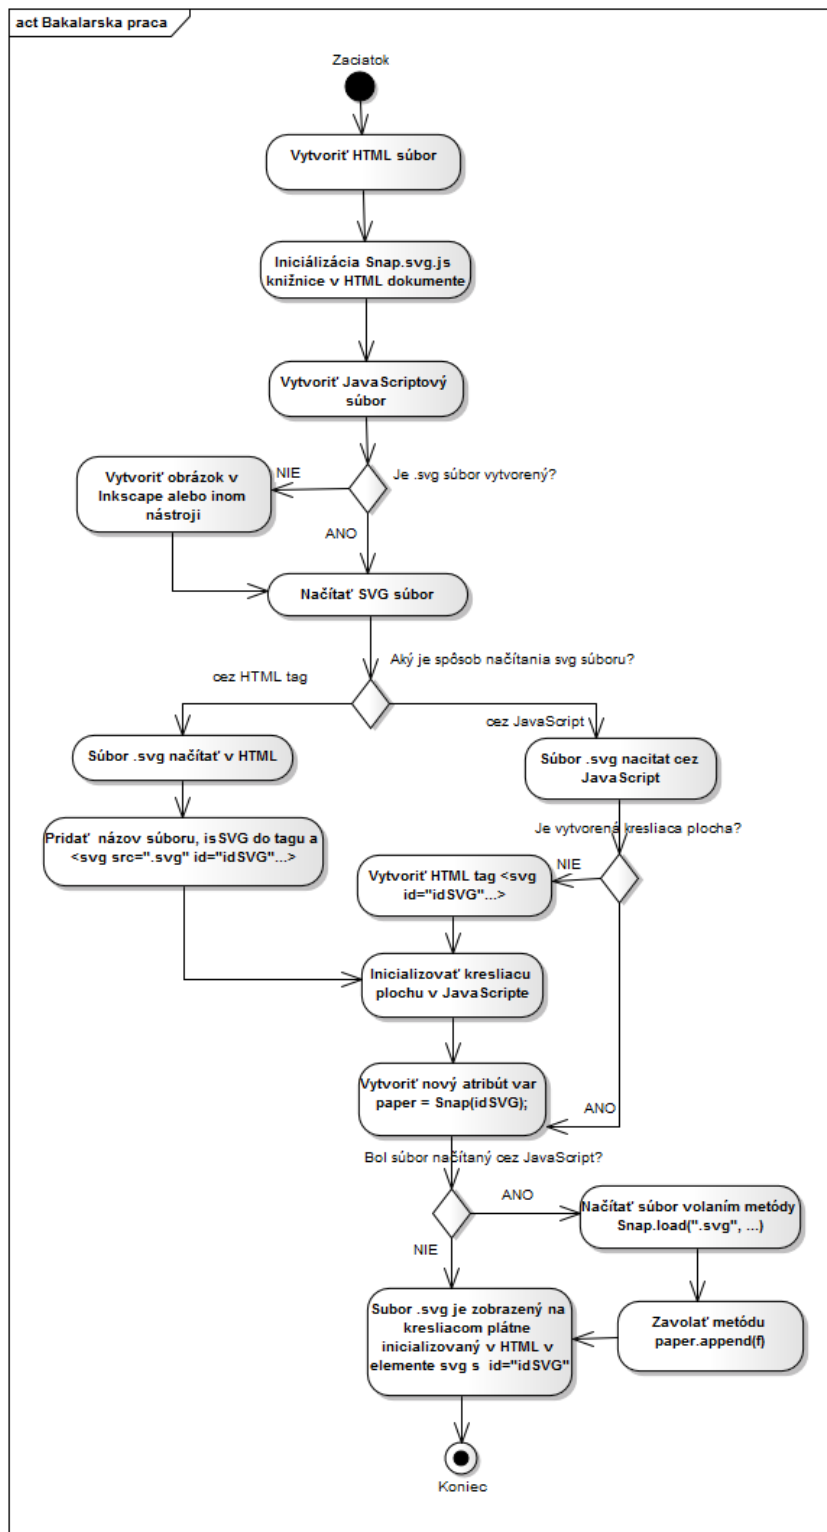 act Bakalarska praca
Zaciatok
Vytvoriť HTML súbor
Iniciálizácia Snap.svg.js
knižnice v HTML dokumente
Vytvoriť JavaScriptový
súbor
Je .svg súbor vytvorený?
NIE
Vytvoriť obrázok v
Inkscape alebo inom
nástroji
ANO
Načítať SVG súbor
Aký je spôsob načítania svg súboru?
cez HTML tag
cez JavaScript
Súbor .svg načítať v HTML
Súbor .svg nacitat cez
JavaScript
Pridať názov súboru, isSVG do tagu a
<svg src=".svg" id="idSVG"...>
Je vytvorená kresliaca plocha?
NIE
Vytvoriť HTML tag <svg
id="idSVG"...>
Inicializovať kresliacu
plochu v JavaScripte
Vytvoriť nový atribút var
paper = Snap(idSVG);
ANO
Bol súbor načítaný cez JavaScript?
ANO
Načítať súbor volaním metódy
Snap.load(".svg", ...)
NIE
Subor .svg je zobrazený na
kresliacom plátne
inicializovaný v HTML v
elemente svg s id="idSVG"
Zavolať metódu
paper.append(f)
Koniec